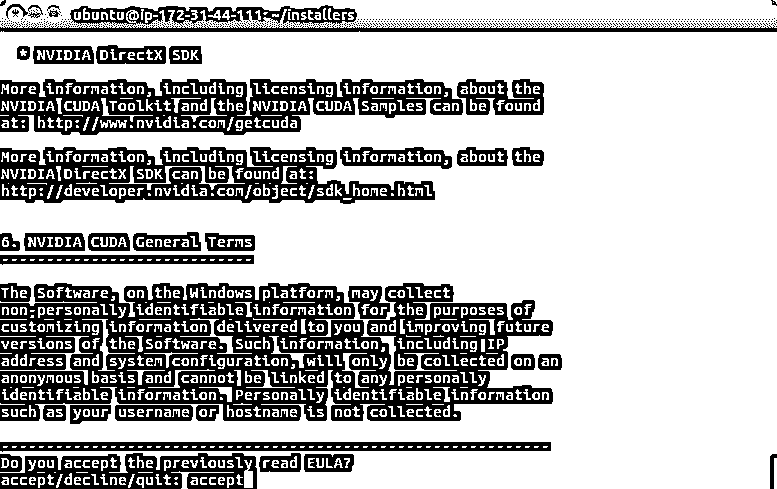 ubuntu@ip-172-31-44-111: ~/installers
* NVIDIA DirectX SDK
More information, including licensing information, about the
NVIDIA CUDA Toolkit and the NVIDIA CUDA Samples can be found
at: http://www.nvidia.com/getcuda
More information, including licensing information, about the
NVIDIA DirectX SDK can be found at:
http://developer.nvidia.com/object/sdk_home.html
6. NVIDIA CUDA General Terms
----------------------------
The Software, on the Windows platform, may collect
non-personally identifiable information for the purposes of
customizing information delivered to you and improving future
versions of the Software. Such information, including IP
address and system configuration, will only be collected on an
anonymous basis and cannot be linked to any personally
identifiable information. Personally identifiable information
such as your username or hostname is not collected.
-------------------------------------------------------------
Do you accept the previously read EULA?
accept/decline/quit: accept